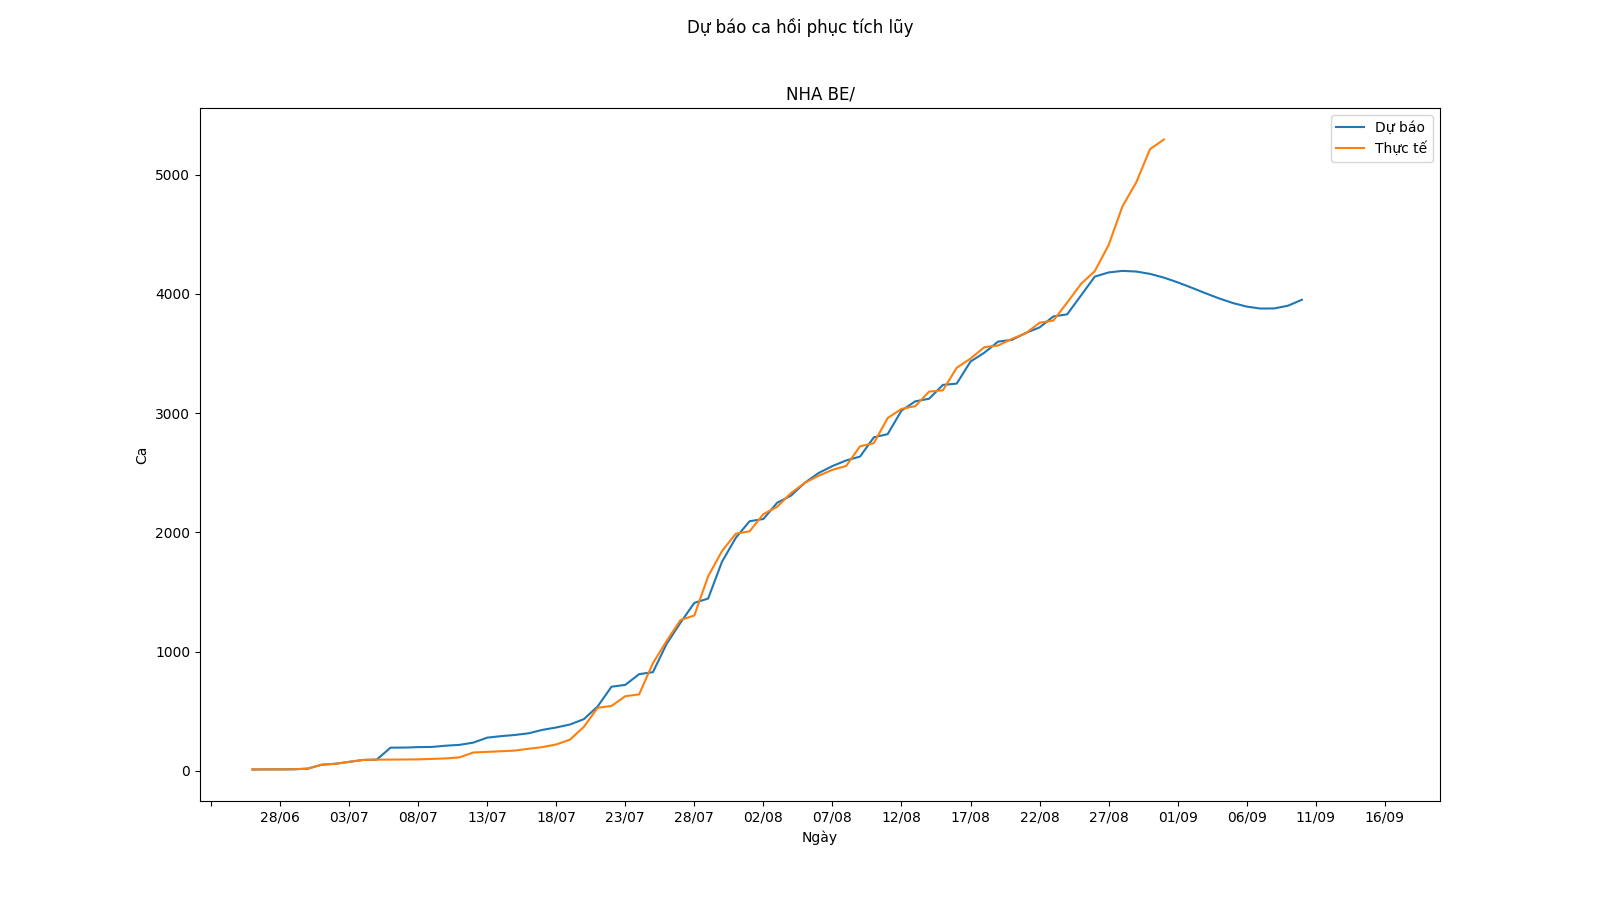 Dự báo ca hồi phục tích lũy
NHA BE/
Dự báo
Thực tế
5000
4000
3000
2000
1000
0
Ca
28/06 03/07 08/07 13/07 18/07 23/07 28/07 02/08 07/08 12/08 17/08 22/08 27/08 01/09 06/09 11/09 16/09
Ngày